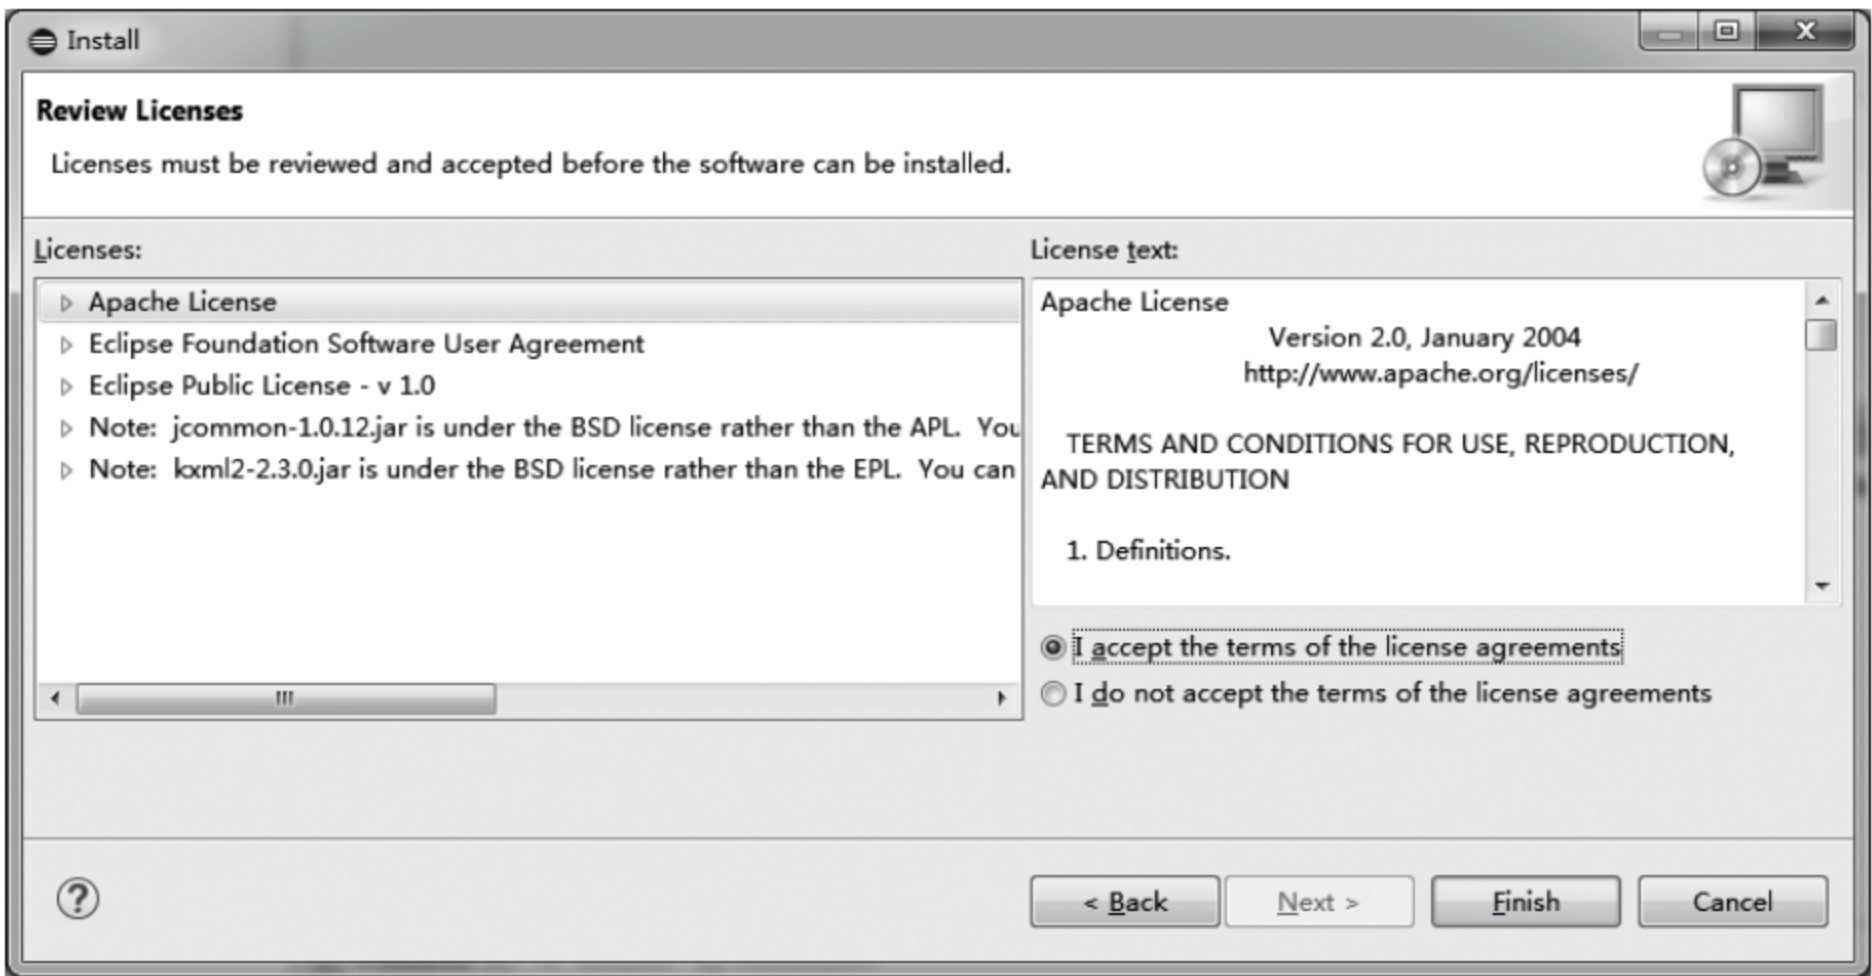 Install
Review Licenses
Licenses must be reviewed and accepted before the software can be installed.
Licenses:
Apache License
Eclipse Foundation Software User Agreement
Eclipse Public License - v 1.0
Note:  jcommon-1.0.12.jar is under the BSD license rather than the APL.  You
Note:  kxml2-2.3.0.jar is under the BSD license rather than the EPL.  You can
License text:
Apache License
Version 2.0, January 2004
http://www.apache.org/licenses/
TERMS AND CONDITIONS FOR USE, REPRODUCTION,
AND DISTRIBUTION
1. Definitions.
I accept the terms of the license agreements
I do not accept the terms of the license agreements
?
< Back
Next >
Finish
Cancel